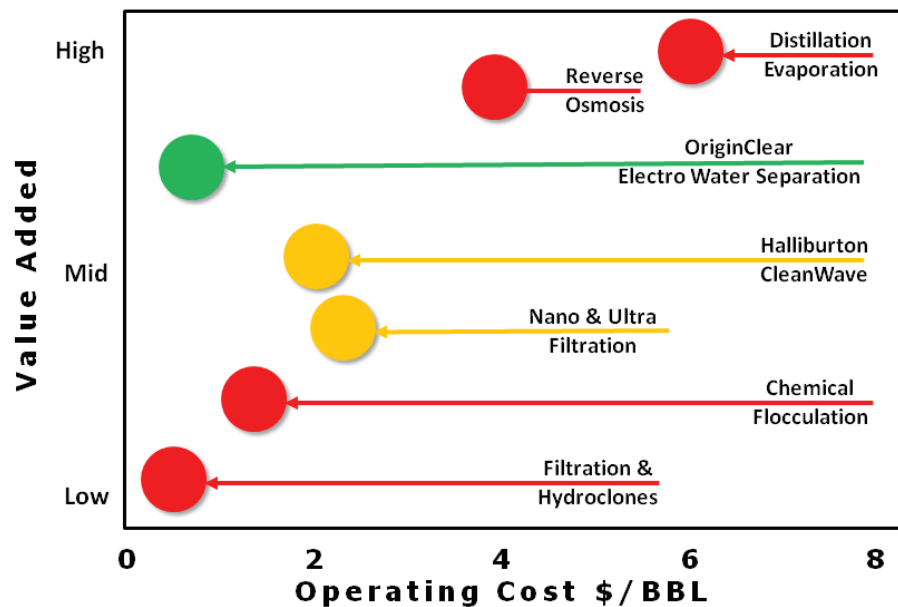 High
Distillation
Evaporation
Reverse
Osmosis
OriginClear
Electro Water Separation
Value Added
Mid
Halliburton
CleanWave
Nano & Ultra
Filtration
Chemical
Flocculation
Low
Filtration &
Hydroclones
0 2 4 6 8
Operating Cost $/BBL